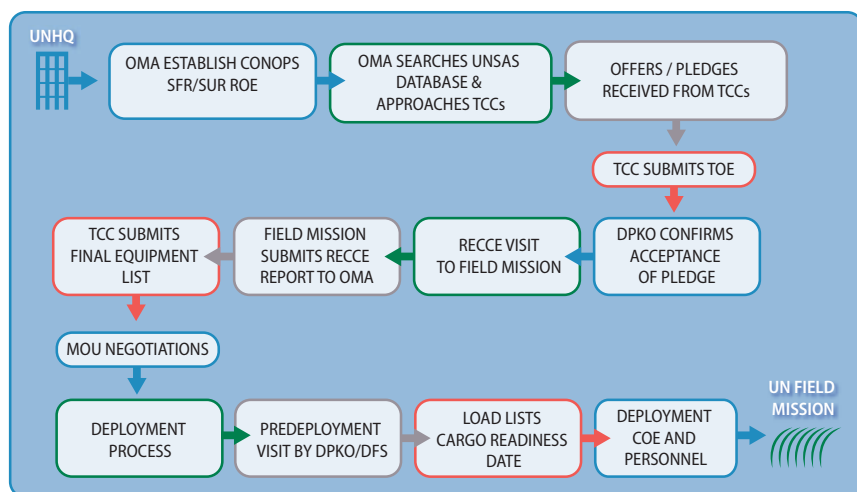 UNHQ
OMA ESTABLISH CONOPS
SFR/SUR ROE
OMA SEARCHES UNSAS
DATABASE &
APPROACHES TCCs
OFFERS / PLEDGES
RECEIVED FROM TCCs
TCC SUBMITS TOE
DPKO CONFIRMS
ACCEPTANCE
OF PLEDGE
RECCE VISIT
TO FIELD MISSION
FIELD MISSION
SUBMITS RECCE
REPORT TO OMA
TCC SUBMITS
FINAL EQUIPMENT
LIST
MOU NEGOTIATIONS
DEPLOYMENT
PROCESS
PREDEPLOYMENT
VISIT BY DPKO/DFS
LOAD LISTS
CARGO READINESS
DATE
DEPLOYMENT
COE AND
PERSONNEL
UN FIELD
MISSION